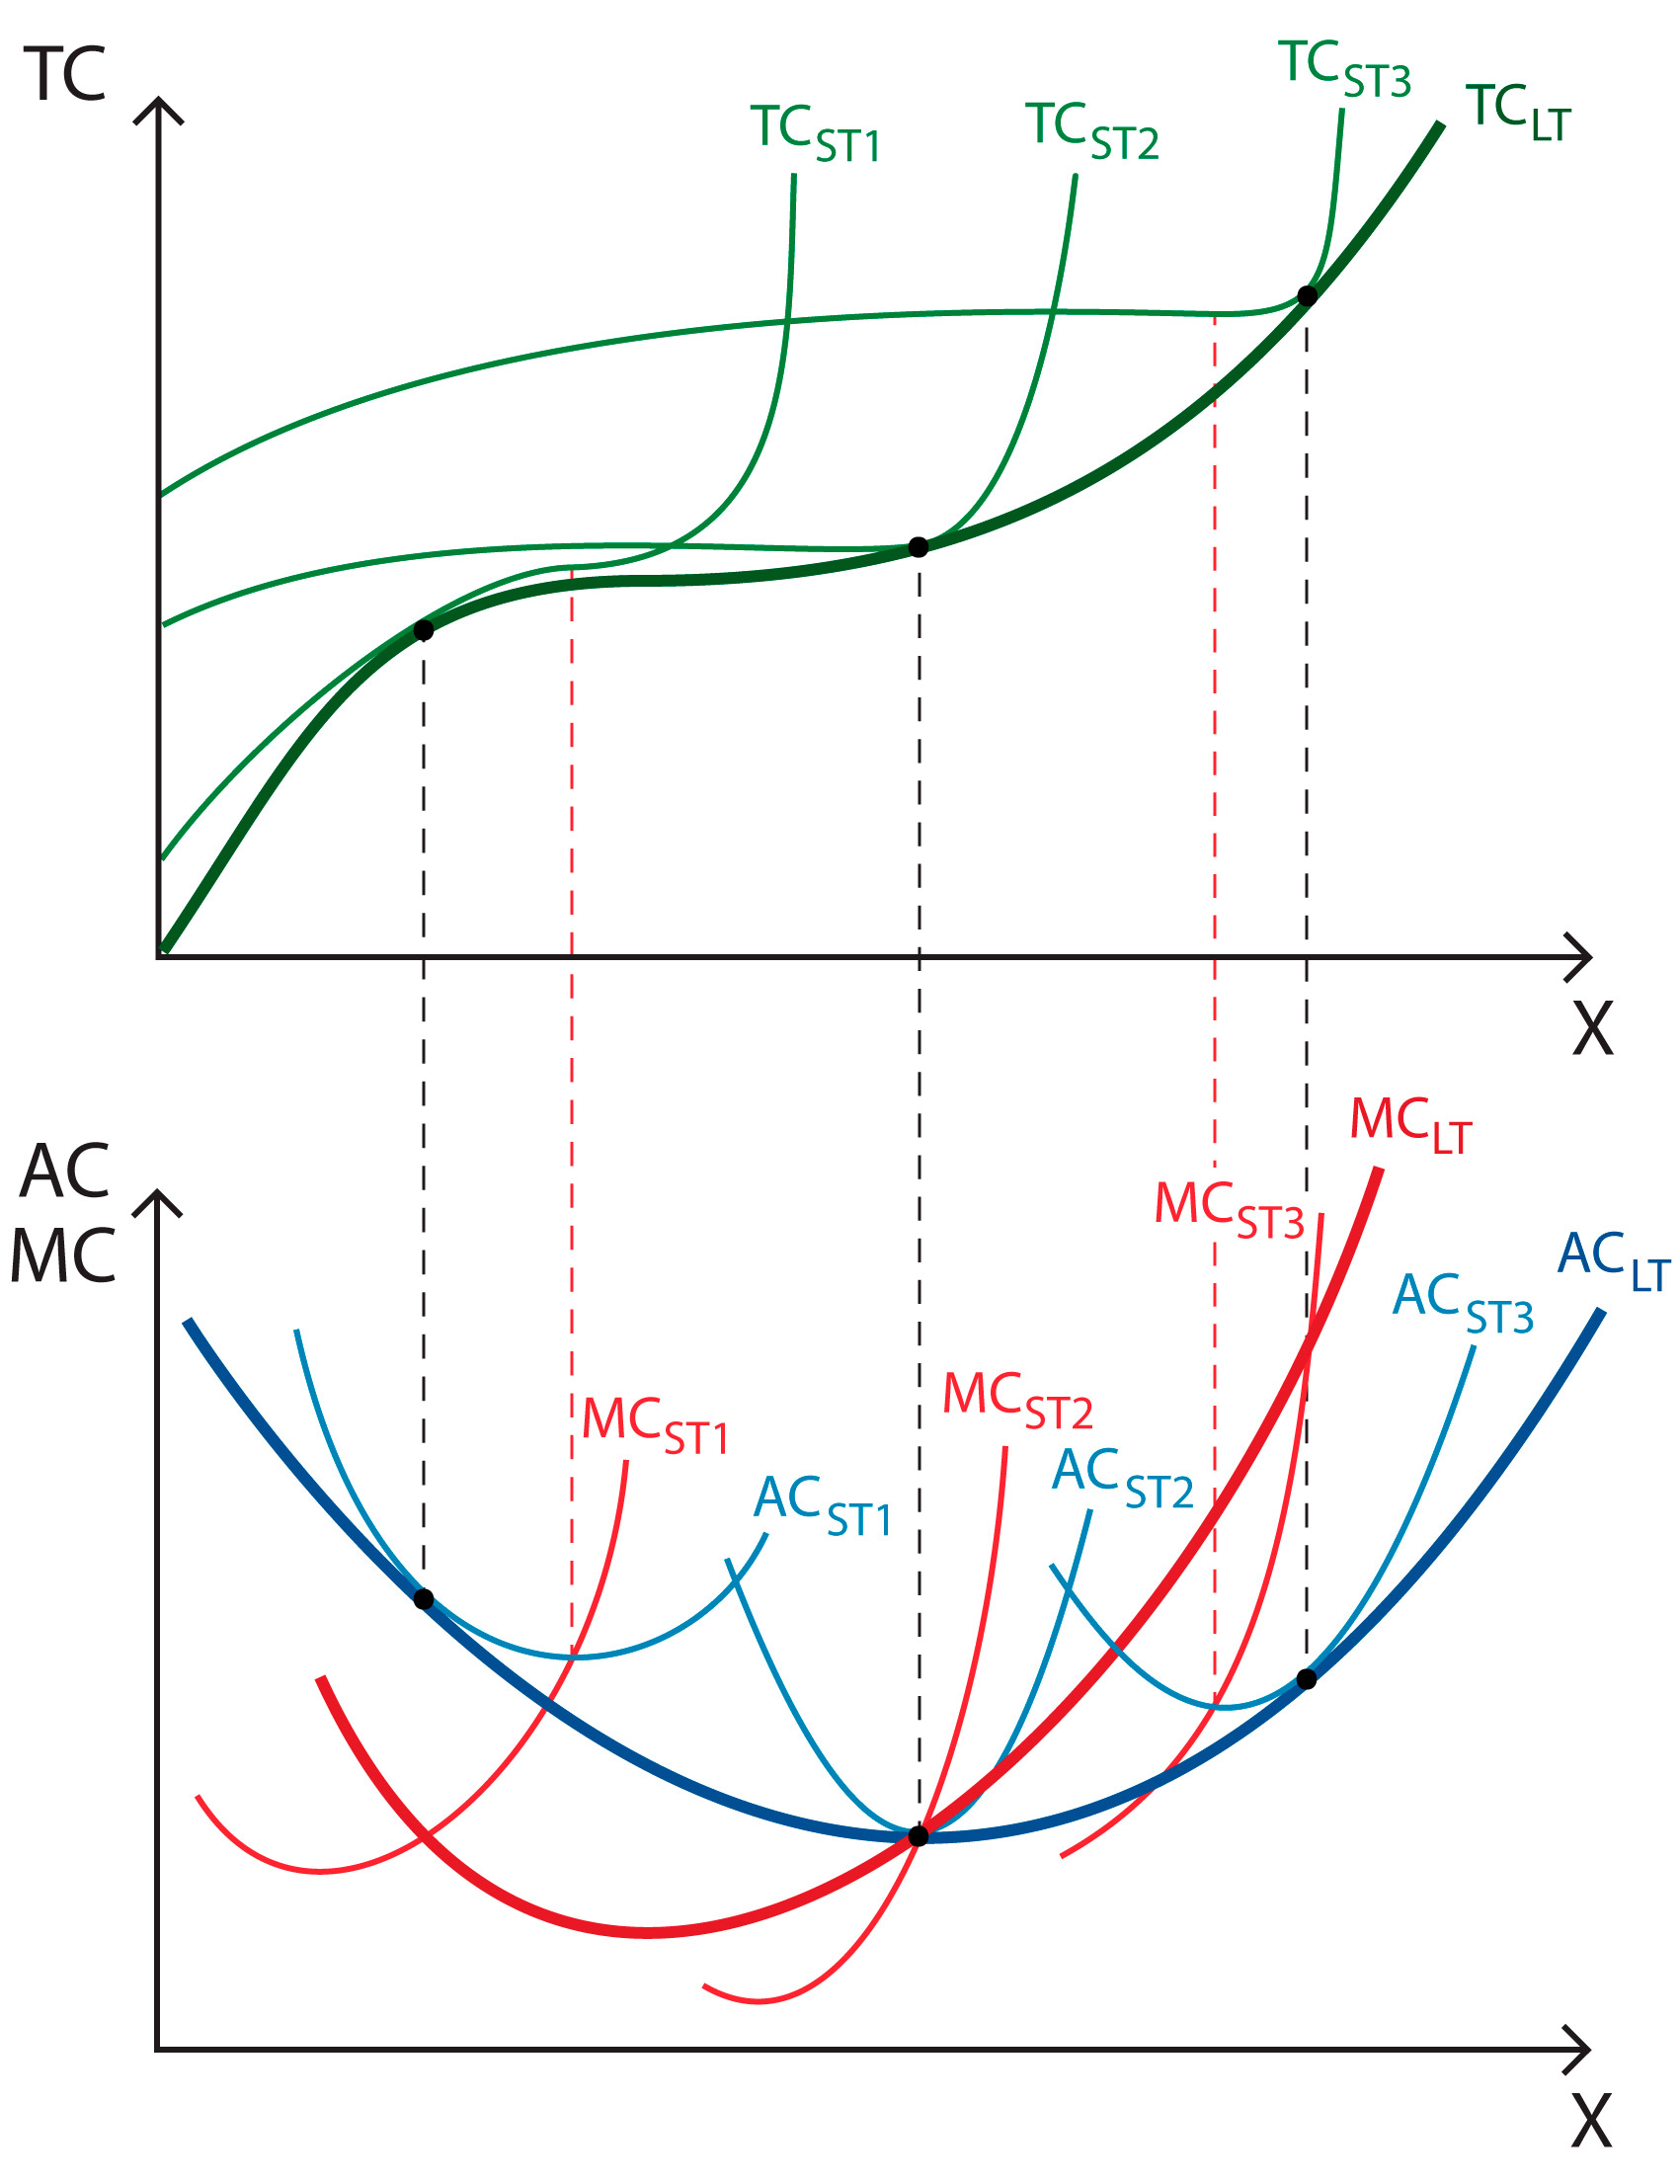 TC
TCST1
TCST2
TCST3
TCLT
X
AC
MC
MCLT
MCST3
ACLT
ACST3
MCST1
MCST2
ACST2
ACST1
X